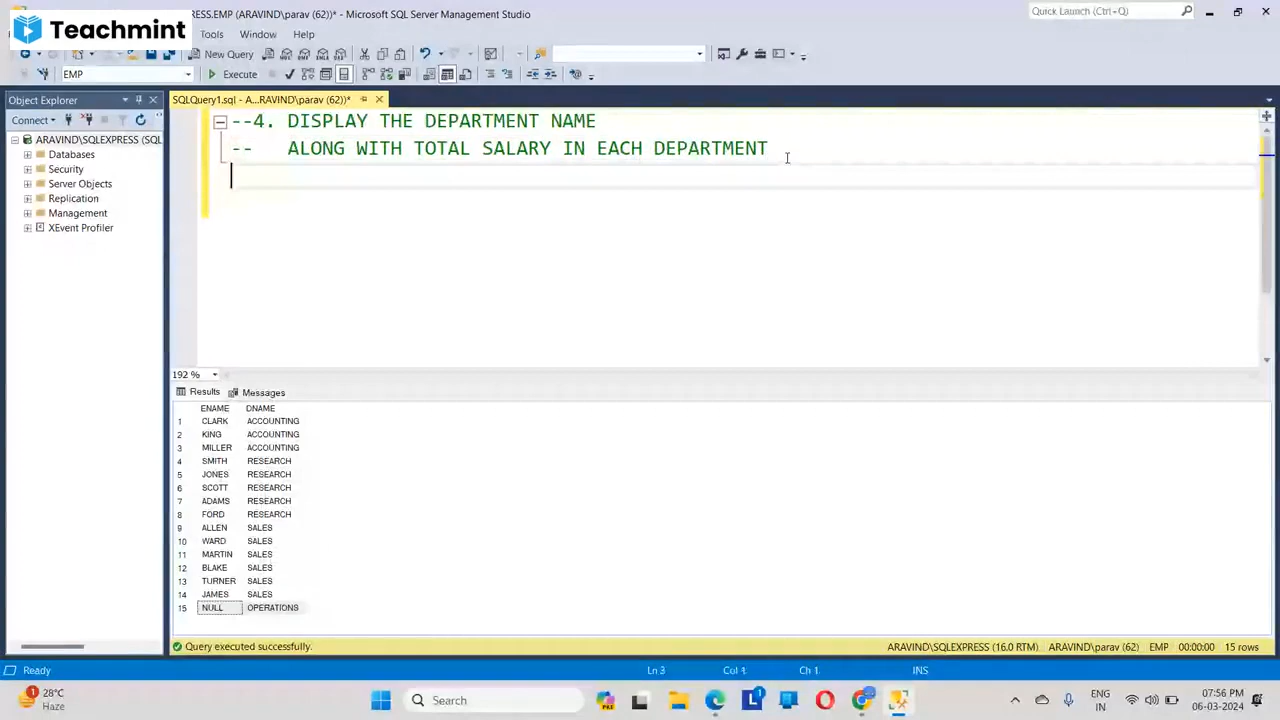 RESS.EMP (ARAVIND\parav (62))* - Microsoft SQL Server Management Studio
Quick Launch (Ctrl+Q)
Teachmint
Tools Window Help
New Query
EMP
Execute
Object Explorer
SQLQuery1.sql - A...RAVIND\parav (62))*
Connect
ARAVIND\SQLEXPRESS (SQL
Databases
Security
Server Objects
Replication
Management
XEvent Profiler
--4. DISPLAY THE DEPARTMENT NAME
-- ALONG WITH TOTAL SALARY IN EACH DEPARTMENT
192 %
Results Messages
ENAME DNAME
1 CLARK ACCOUNTING
2 KING ACCOUNTING
3 MILLER ACCOUNTING
4 SMITH RESEARCH
5 JONES RESEARCH
6 SCOTT RESEARCH
7 ADAMS RESEARCH
8 FORD RESEARCH
9 ALLEN SALES
10 WARD SALES
11 MARTIN SALES
12 BLAKE SALES
13 TURNER SALES
14 JAMES SALES
15 NULL OPERATIONS
Query executed successfully.
ARAVIND\SQLEXPRESS (16.0 RTM) ARAVIND\parav (62) EMP 00:00:00 15 rows
Ready
Ln 3 Col 1 Ch 1 INS
28°C
Haze
Search
ENG
IN
07:56 PM
06-03-2024